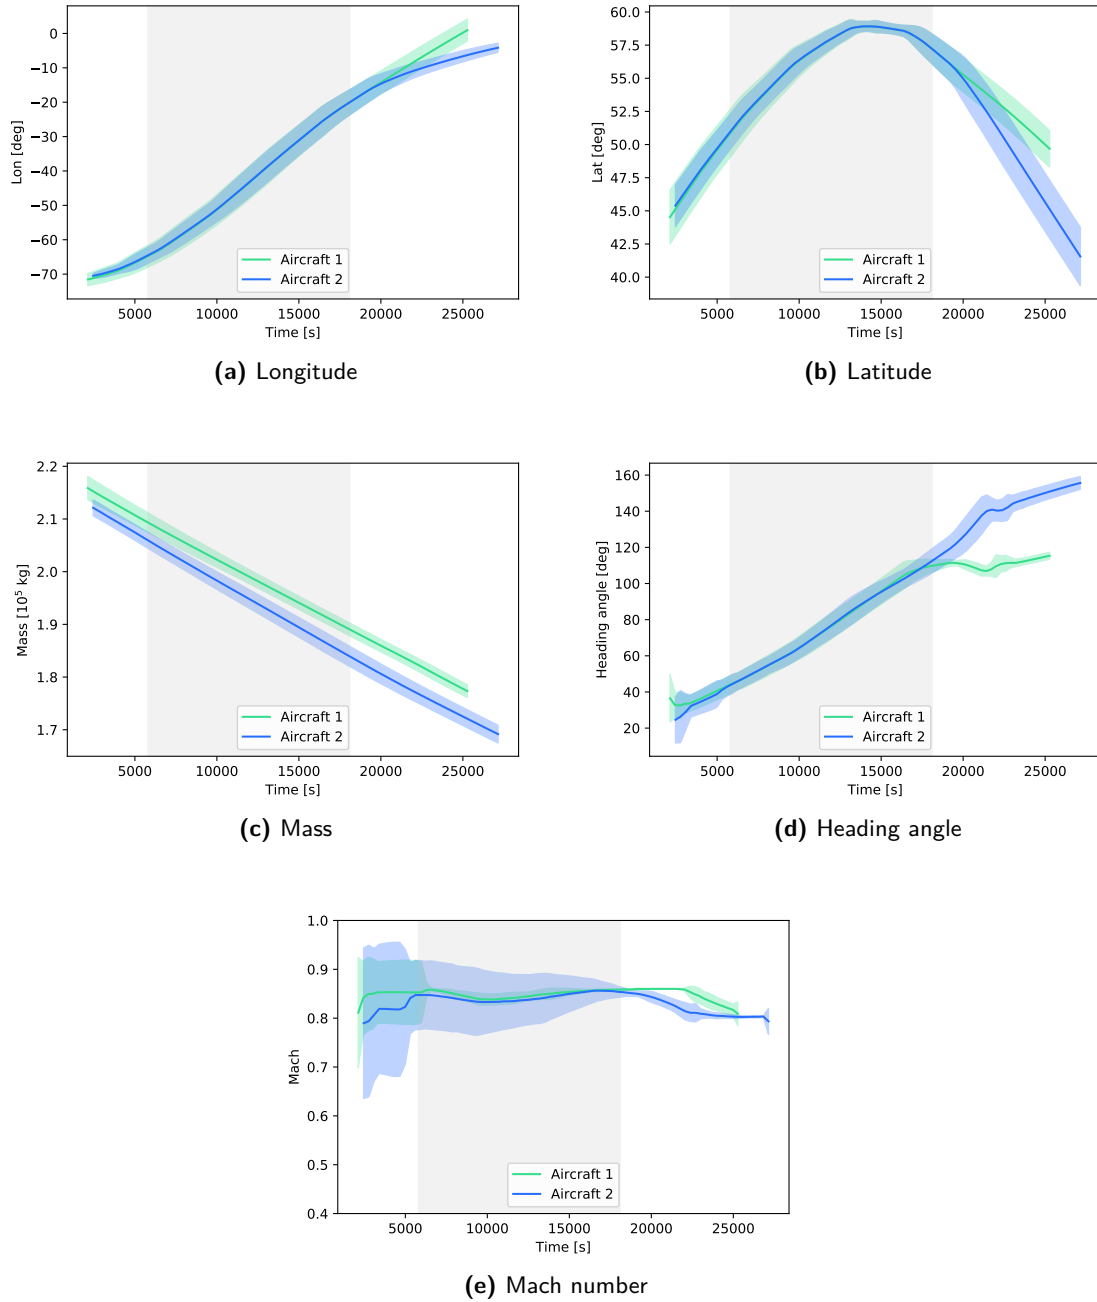 0
−10
−20
−30
−40
−50
−60
−70
Lon [deg]
5000 10000 15000 20000 25000
Time [s]
Aircraft 1
Aircraft 2
(a) Longitude
60.0
57.5
55.0
52.5
50.0
47.5
45.0
42.5
40.0
Lat [deg]
5000 10000 15000 20000 25000
Time [s]
Aircraft 1
Aircraft 2
(b) Latitude
2.2
2.1
2.0
1.9
1.8
1.7
Mass [10⁵ kg]
5000 10000 15000 20000 25000
Time [s]
Aircraft 1
Aircraft 2
(c) Mass
160
140
120
100
80
60
40
20
Heading angle [deg]
5000 10000 15000 20000 25000
Time [s]
Aircraft 1
Aircraft 2
(d) Heading angle
1.0
0.9
0.8
0.7
0.6
0.5
0.4
Mach
5000 10000 15000 20000 25000
Time [s]
Aircraft 1
Aircraft 2
(e) Mach number